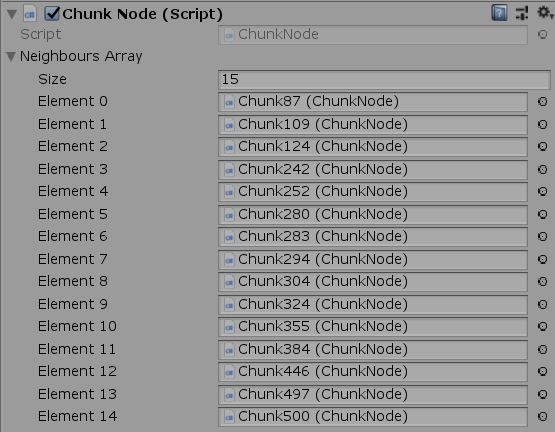 Chunk Node (Script)
Script ChunkNode
Neighbours Array
Size 15
Element 0 Chunk87 (ChunkNode)
Element 1 Chunk109 (ChunkNode)
Element 2 Chunk124 (ChunkNode)
Element 3 Chunk242 (ChunkNode)
Element 4 Chunk252 (ChunkNode)
Element 5 Chunk280 (ChunkNode)
Element 6 Chunk283 (ChunkNode)
Element 7 Chunk294 (ChunkNode)
Element 8 Chunk304 (ChunkNode)
Element 9 Chunk324 (ChunkNode)
Element 10 Chunk355 (ChunkNode)
Element 11 Chunk384 (ChunkNode)
Element 12 Chunk446 (ChunkNode)
Element 13 Chunk497 (ChunkNode)
Element 14 Chunk500 (ChunkNode)